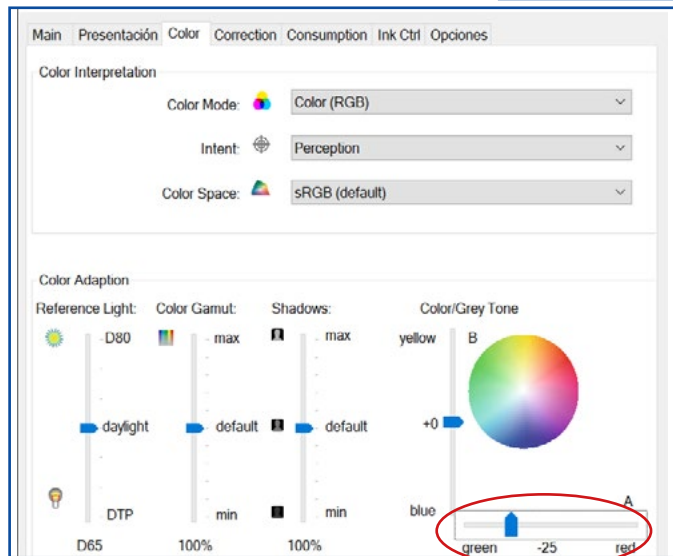 Main Presentación Color Correction Consumption Ink Ctrl Opciones
Color Interpretation
Color Mode: Color (RGB)
Intent: Perception
Color Space: sRGB (default)
Color Adaption
Reference Light: Color Gamut: Shadows: Color/Grey Tone
D80 max max yellow B
daylight default default +0
DTP min min blue A
D65 100% 100% green -25 red